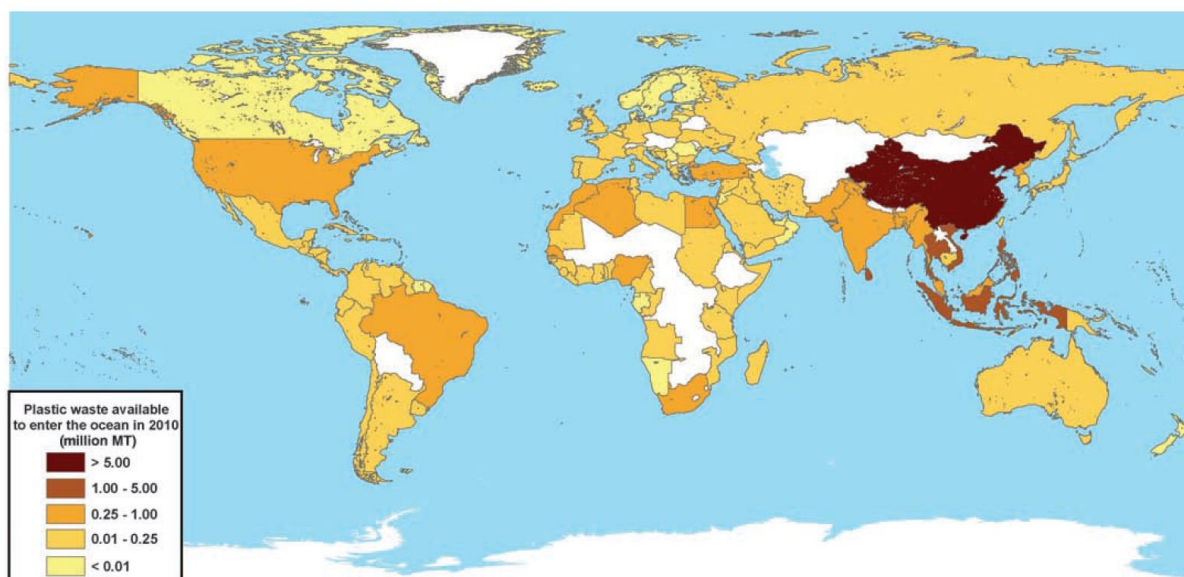 Plastic waste available
to enter the ocean in 2010
(million MT)
> 5.00
1.00 - 5.00
0.25 - 1.00
0.01 - 0.25
< 0.01